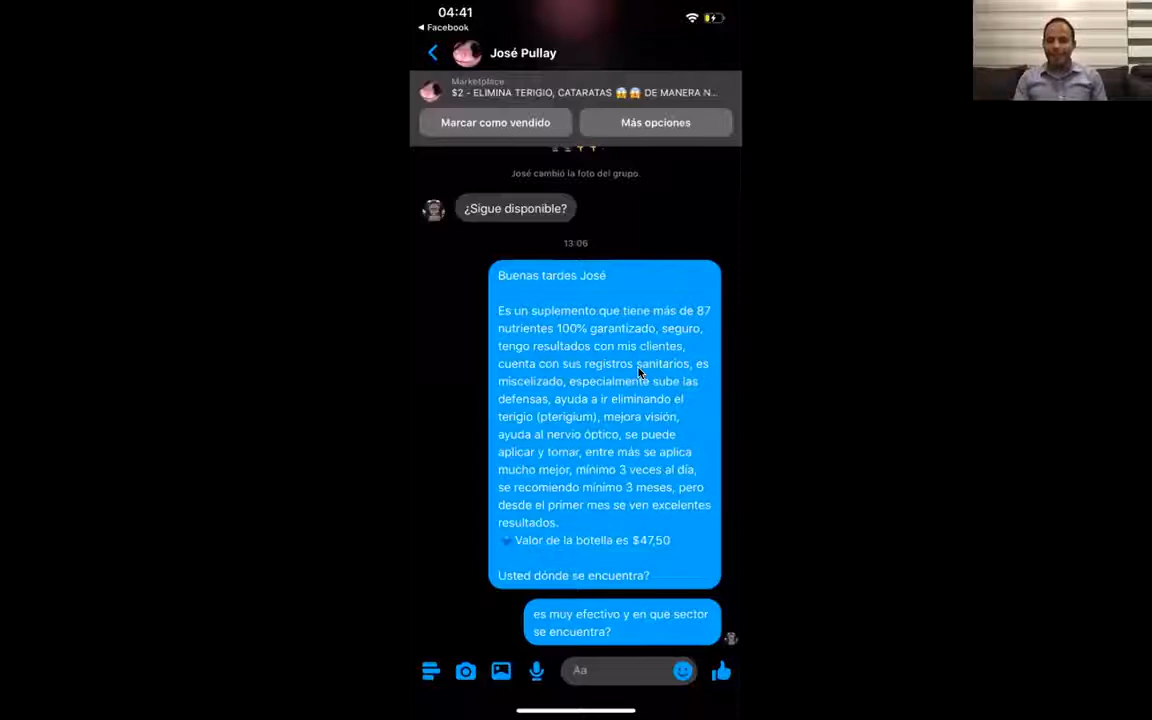 04:41
Facebook
José Pullay
Marketplace
$2 - ELIMINA TERIGIO, CATARATAS 😱😱 DE MANERA N...
Marcar como vendido
Más opciones
José cambió la foto del grupo.
¿Sigue disponible?
13:06
Buenas tardes José
Es un suplemento que tiene más de 87
nutrientes 100% garantizado, seguro,
tengo resultados con mis clientes,
cuenta con sus registros sanitarios, es
miscelizado, especialmente sube las
defensas, ayuda a ir eliminando el
terigio (pterigium), mejora visión,
ayuda al nervio óptico, se puede
aplicar y tomar, entre más se aplica
mucho mejor, mínimo 3 veces al día,
se recomiendo mínimo 3 meses, pero
desde el primer mes se ven excelentes
resultados.
💙 Valor de la botella es $47,50
Usted dónde se encuentra?
es muy efectivo y en que sector
se encuentra?
Aa